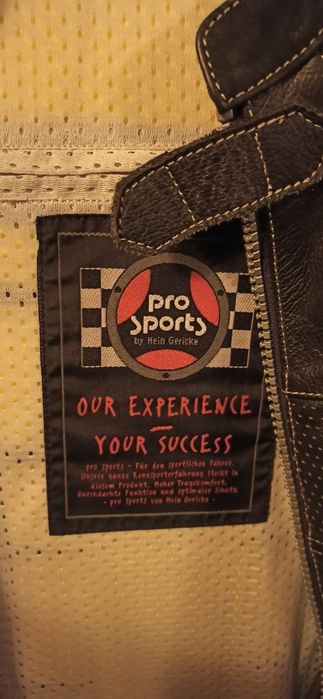 pro
sports
by Hein Gericke
OUR EXPERIENCE
—
YOUR SUCCESS
pro sports - Für den sportlichen Fahrer.
Unsere ganze Rennsporterfahrung steckt in
diesem Produkt. Hoher Tragekomfort,
durchdachte Funktion und optimaler Schutz.
- pro sports von Hein Gericke -